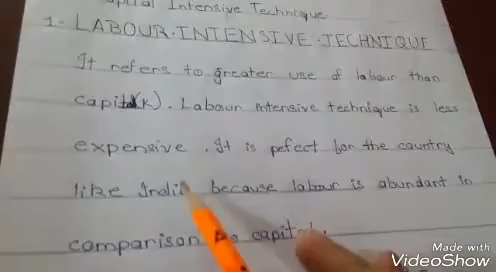 Capital Intensive Technique
1- LABOUR.INTENSIVE.TECHNIQUE
It refers to greater use of labour than
capital(K). Labour intensive technique is less
expensive. It is pefect for the country
like India because labour is abundant in
comparison to capital.
Made with
VideoShow